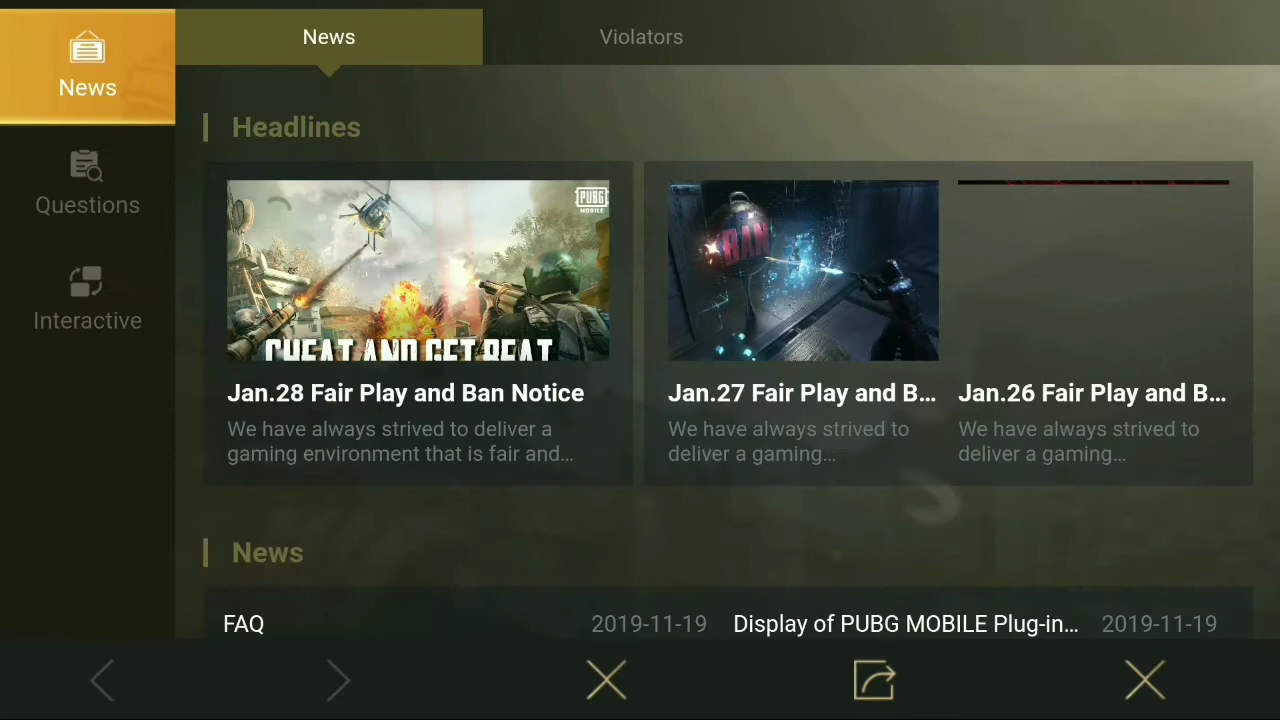 News
Violators
News
Questions
Interactive
Headlines
PUBG
MOBILE
CHEAT AND GET BEAT
BAN
Jan.28 Fair Play and Ban Notice
We have always strived to deliver a
gaming environment that is fair and...
Jan.27 Fair Play and B...
We have always strived to
deliver a gaming...
Jan.26 Fair Play and B...
We have always strived to
deliver a gaming...
News
FAQ
2019-11-19
Display of PUBG MOBILE Plug-in...
2019-11-19